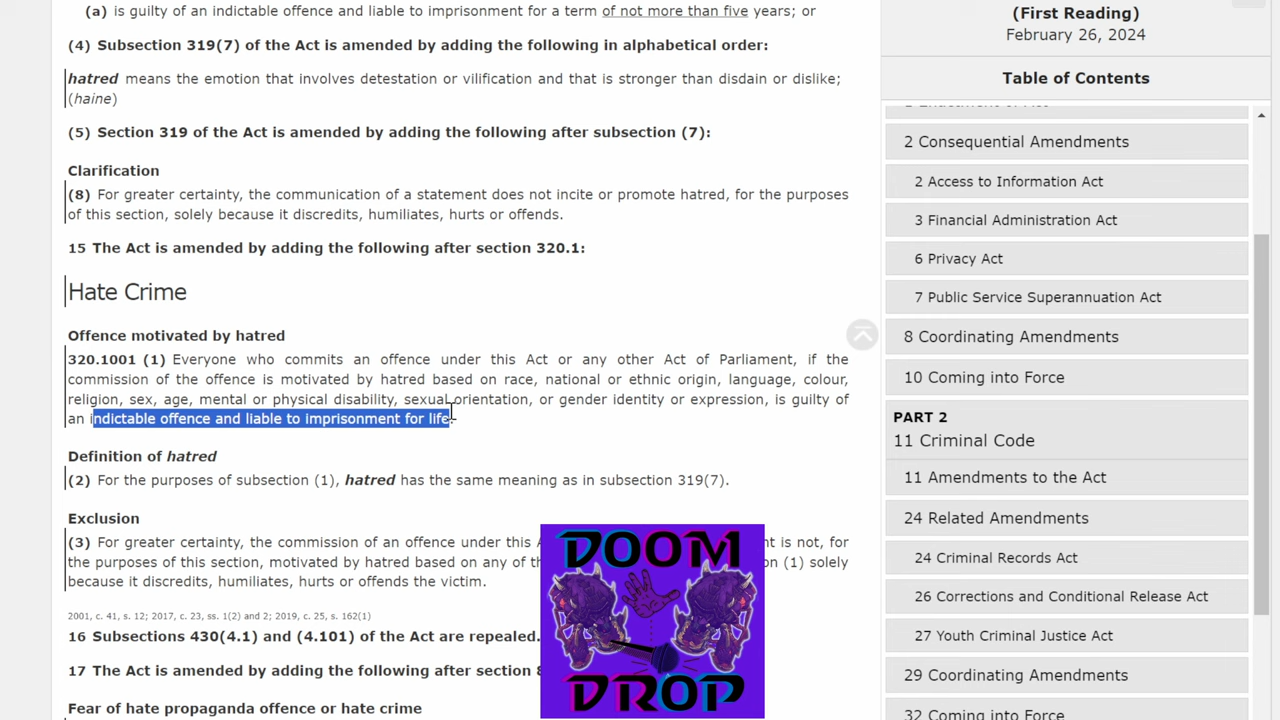 (a) is guilty of an indictable offence and liable to imprisonment for a term of not more than five years; or
(4) Subsection 319(7) of the Act is amended by adding the following in alphabetical order:
hatred means the emotion that involves detestation or vilification and that is stronger than disdain or dislike;
(haine)
(5) Section 319 of the Act is amended by adding the following after subsection (7):
Clarification
(8) For greater certainty, the communication of a statement does not incite or promote hatred, for the purposes
of this section, solely because it discredits, humiliates, hurts or offends.
15 The Act is amended by adding the following after section 320.1:
Hate Crime
Offence motivated by hatred
320.1001 (1) Everyone who commits an offence under this Act or any other Act of Parliament, if the
commission of the offence is motivated by hatred based on race, national or ethnic origin, language, colour,
religion, sex, age, mental or physical disability, sexual orientation, or gender identity or expression, is guilty of
an indictable offence and liable to imprisonment for life.
Definition of hatred
(2) For the purposes of subsection (1), hatred has the same meaning as in subsection 319(7).
Exclusion
(3) For greater certainty, the commission of an offence under this
nt is not, for
the purposes of this section, motivated by hatred based on any of th
on (1) solely
because it discredits, humiliates, hurts or offends the victim.
2001, c. 41, s. 12; 2017, c. 23, ss. 1(2) and 2; 2019, c. 25, s. 162(1)
16 Subsections 430(4.1) and (4.101) of the Act are repealed.
17 The Act is amended by adding the following after section
Fear of hate propaganda offence or hate crime
DOOM
DROP
(First Reading)
February 26, 2024
Table of Contents
2 Consequential Amendments
2 Access to Information Act
3 Financial Administration Act
6 Privacy Act
7 Public Service Superannuation Act
8 Coordinating Amendments
10 Coming into Force
PART 2
11 Criminal Code
11 Amendments to the Act
24 Related Amendments
24 Criminal Records Act
26 Corrections and Conditional Release Act
27 Youth Criminal Justice Act
29 Coordinating Amendments
32 Coming into Force